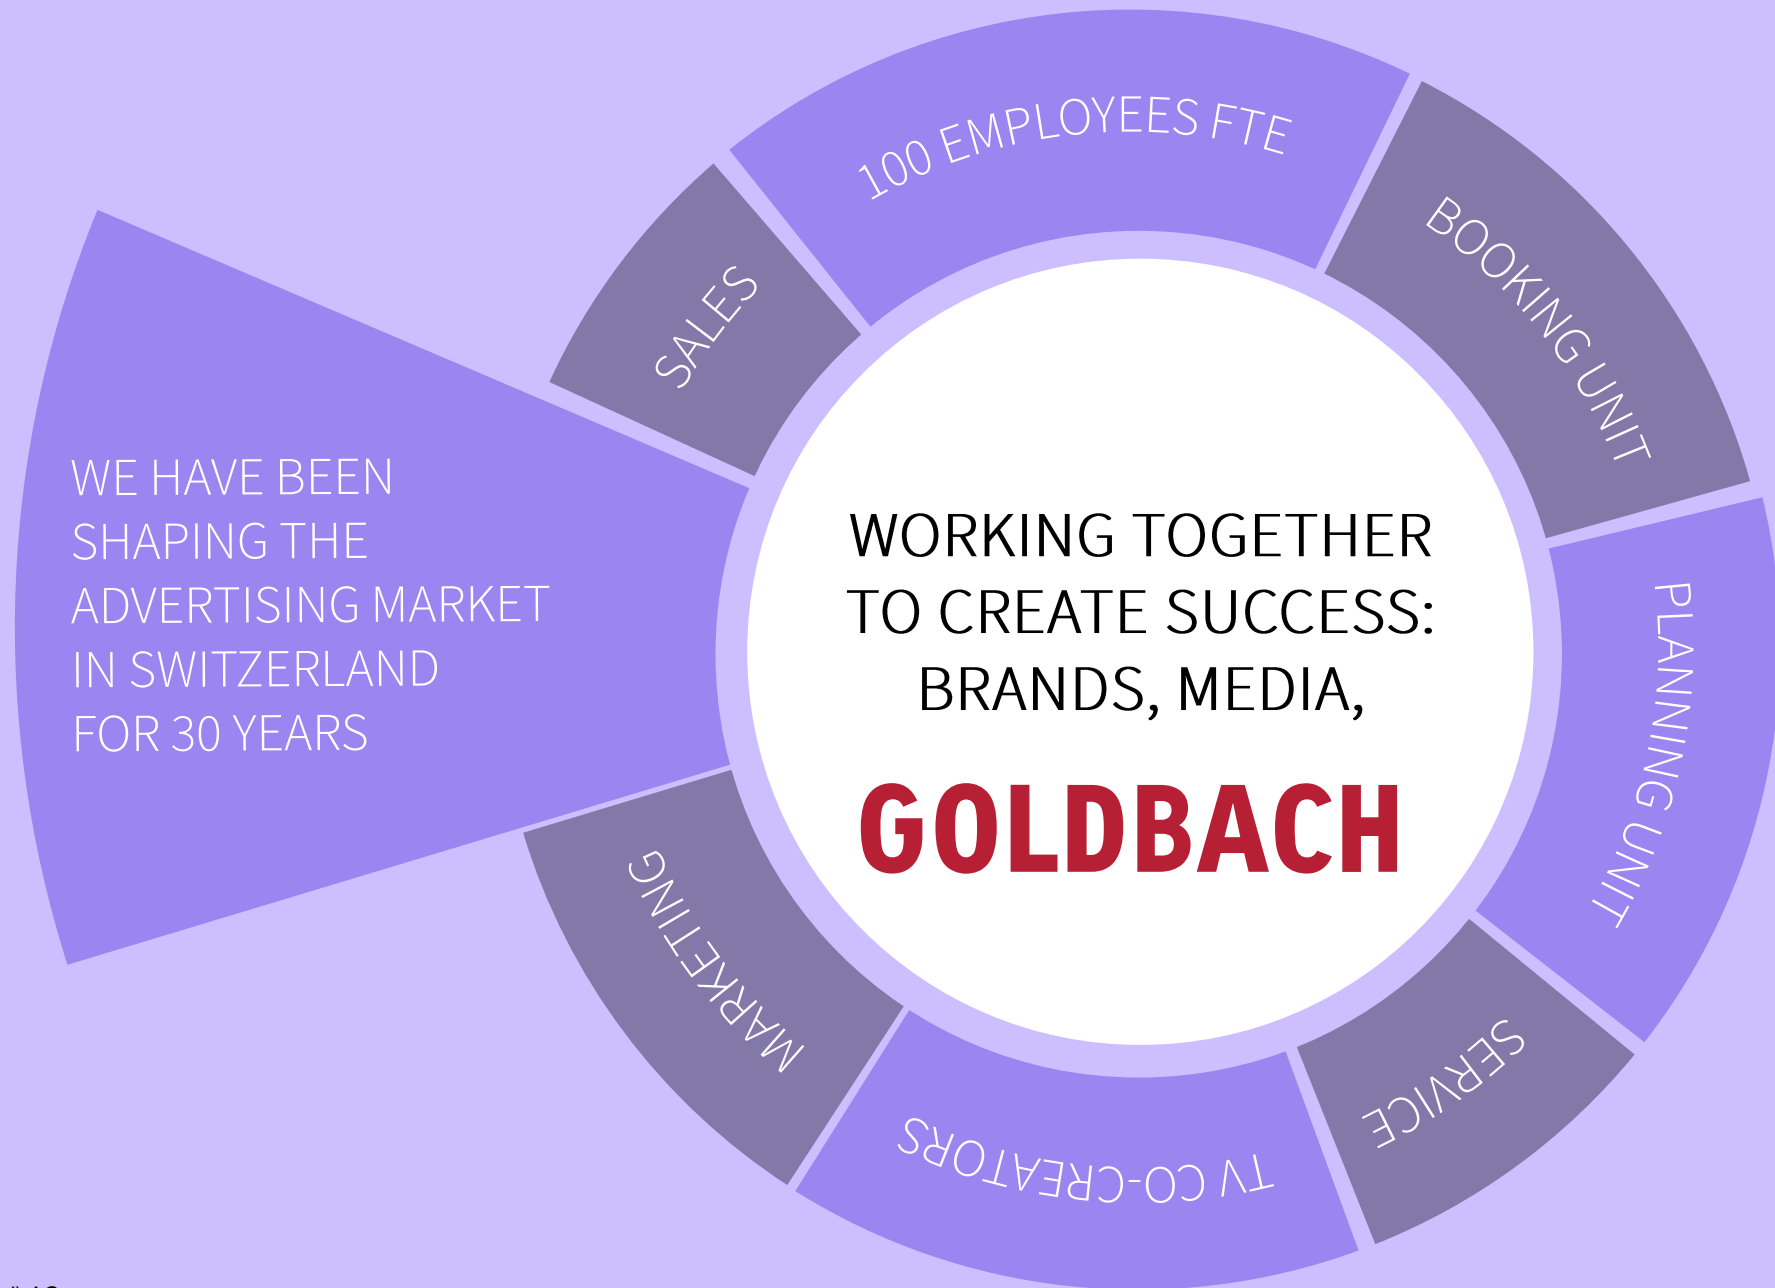 100 EMPLOYEES FTE
BOOKING UNIT
SALES
WE HAVE BEEN
SHAPING THE
ADVERTISING MARKET
IN SWITZERLAND
FOR 30 YEARS
WORKING TOGETHER
TO CREATE SUCCESS:
BRANDS, MEDIA,
GOLDBACH
PLANNING UNIT
SERVICE
TV CO-CREATORS
MARKETING